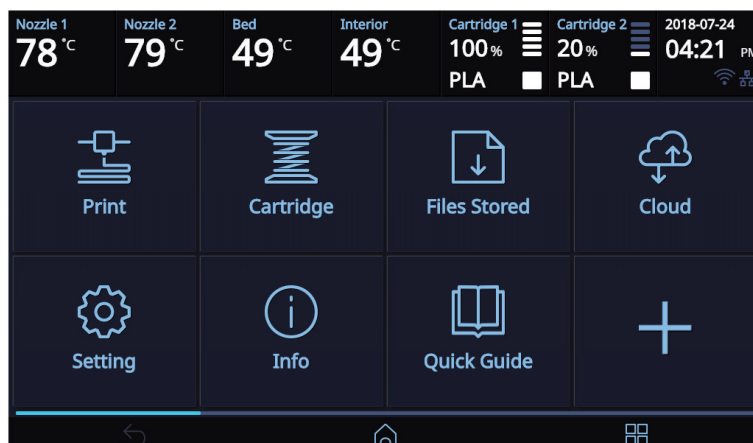 Nozzle 1
78 °C
Nozzle 2
79 °C
Bed
49 °C
Interior
49 °C
Cartridge 1
100 %
PLA
Cartridge 2
20 %
PLA
2018-07-24
04:21 PM
Print
Cartridge
Files Stored
Cloud
Setting
Info
Quick Guide